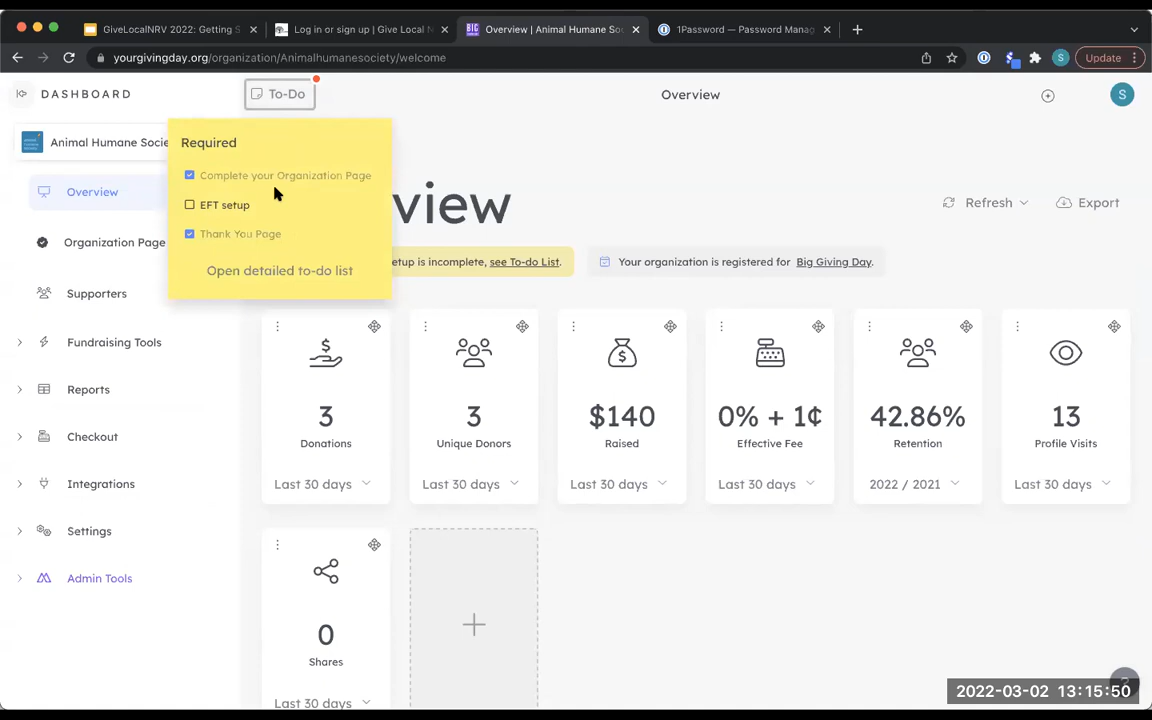 GiveLocalNRV 2022: Getting S
Log in or sign up | Give Local N
BIG
Overview | Animal Humane Soc
1Password — Password Manag
yourgivingday.org/organization/Animalhumanesociety/welcome
S
Update
DASHBOARD
To-Do
Overview
S
Animal Humane Socie
Required
Complete your Organization Page
EFT setup
Thank You Page
Open detailed to-do list
Overview
Organization Page
Supporters
Fundraising Tools
Reports
Checkout
Integrations
Settings
Admin Tools
view
Refresh
Export
etup is incomplete, see To-do List.
Your organization is registered for Big Giving Day.
3
Donations
Last 30 days
3
Unique Donors
Last 30 days
$140
Raised
Last 30 days
0% + 1¢
Effective Fee
Last 30 days
42.86%
Retention
2022 / 2021
13
Profile Visits
Last 30 days
0
Shares
Last 30 days
2022-03-02 13:15:50